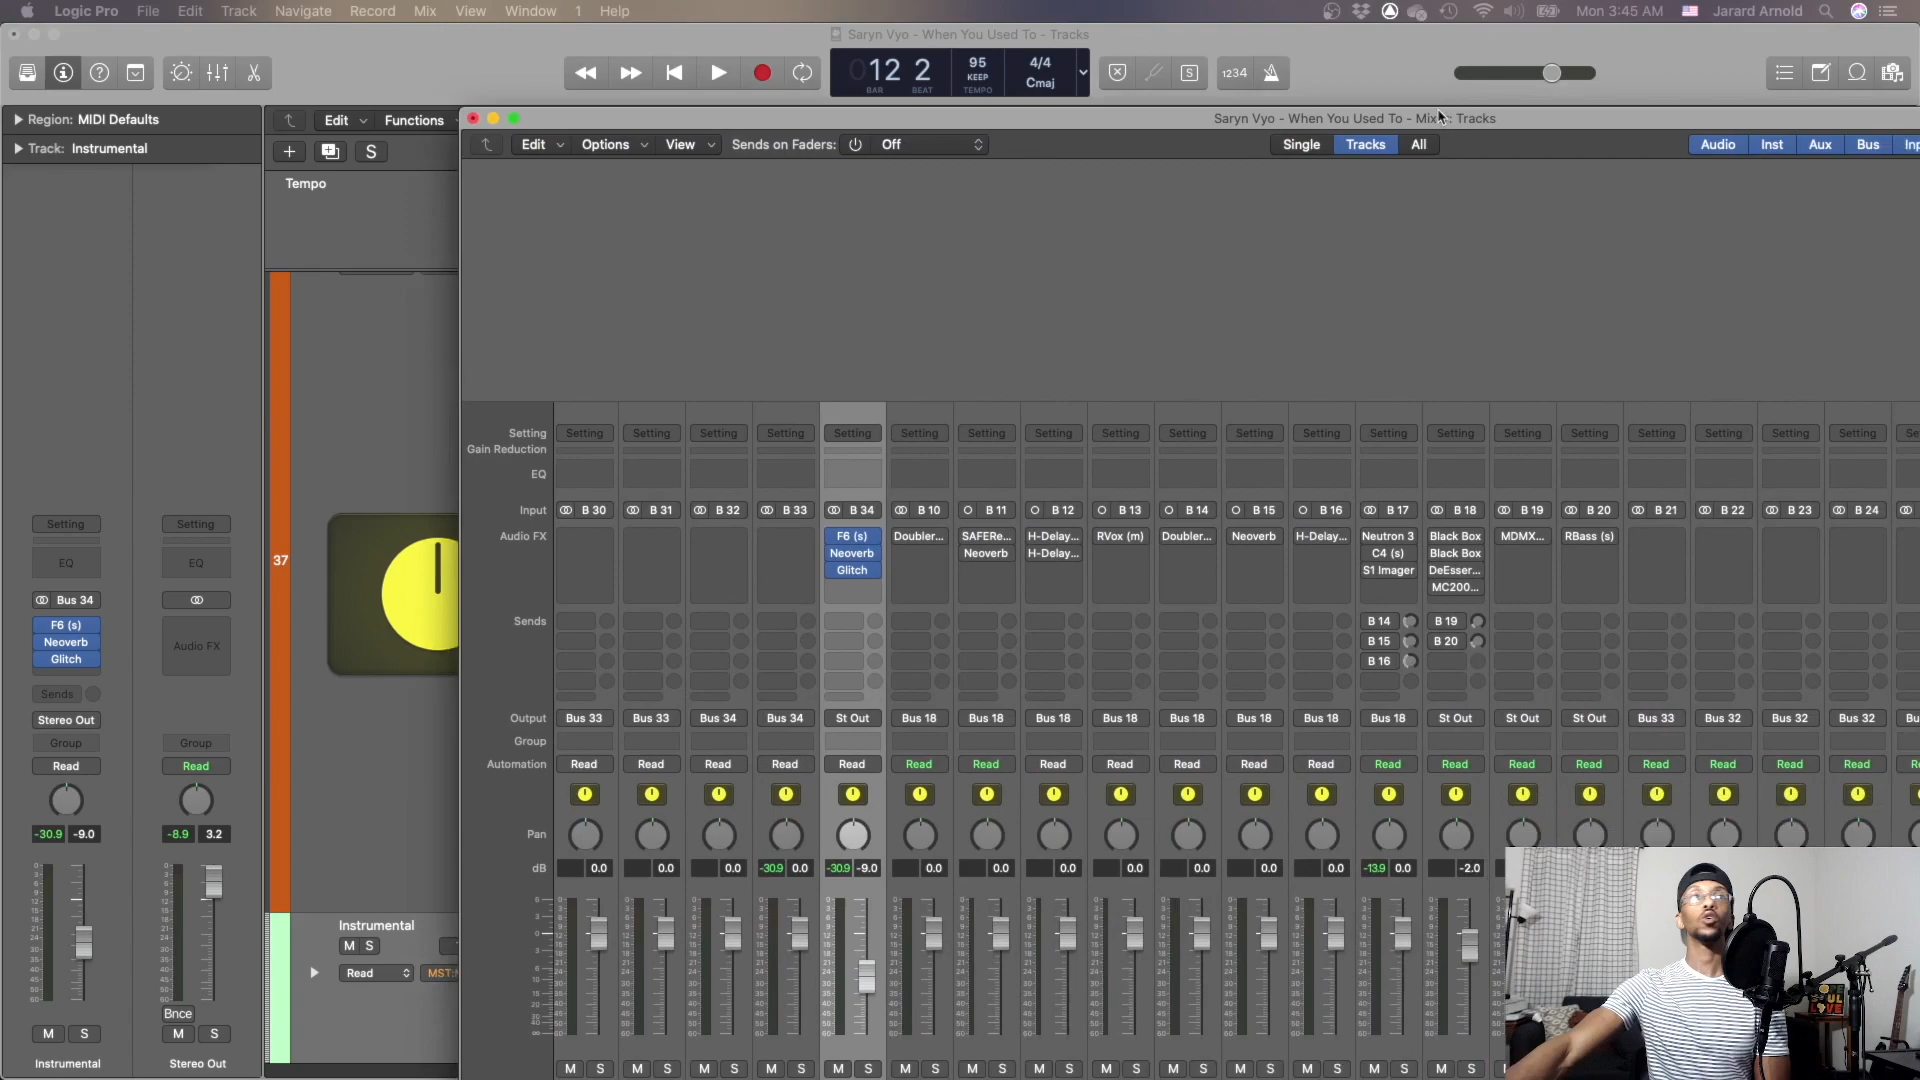 Logic Pro File Edit Track Navigate Record Mix View Window 1 Help
Mon 3:45 AM Jarard Arnold
Saryn Vyo - When You Used To - Tracks
12 2
BAR BEAT
95
KEEP
TEMPO
4/4
Cmaj
S
1234
Region: MIDI Defaults
Track: Instrumental
Edit Functions
S
Tempo
Saryn Vyo - When You Used To - Mix : Tracks
Edit Options View Sends on Faders: Off
Single Tracks All
Audio Inst Aux Bus
Setting Setting Setting Setting Setting Setting Setting Setting Setting Setting Setting Setting Setting Setting Setting Setting Setting Setting Setting Setting Setting Se
Gain Reduction
EQ
Input B 30 B 31 B 32 B 33 B 34 B 10 B 11 B 12 B 13 B 14 B 15 B 16 B 17 B 18 B 19 B 20 B 21 B 22 B 23 B 24
Audio FX F6 (s) Doubler... SAFERe... H-Delay... RVox (m) Doubler... Neoverb H-Delay... Neutron 3 Black Box MDMX... RBass (s)
Neoverb Neoverb H-Delay... C4 (s) Black Box
Glitch S1 Imager DeEsser...
MC200...
Sends B 14 B 19
B 15 B 20
B 16
Output Bus 33 Bus 33 Bus 34 Bus 34 St Out Bus 18 Bus 18 Bus 18 Bus 18 Bus 18 Bus 18 Bus 18 Bus 18 St Out St Out St Out Bus 33 Bus 32 Bus 32 Bus 32 Bu
Group
Automation Read Read Read Read Read Read Read Read Read Read Read Read Read Read Read Read Read Read Read Read
Pan
dB 0.0 0.0 0.0 -30.9 0.0 -30.9 -9.0 0.0 0.0 0.0 0.0 0.0 0.0 0.0 -13.9 0.0 -2.0
M S M S M S M S M S M S M S M S M S M S M S M S M S M S
Setting Setting
EQ EQ
Bus 34
F6 (s)
Neoverb
Glitch
Audio FX
Sends
Stereo Out
Group Group
Read Read
-30.9 -9.0 -8.9 3.2
Bnce
M S M S
Instrumental Stereo Out
37
Instrumental
M S
Read